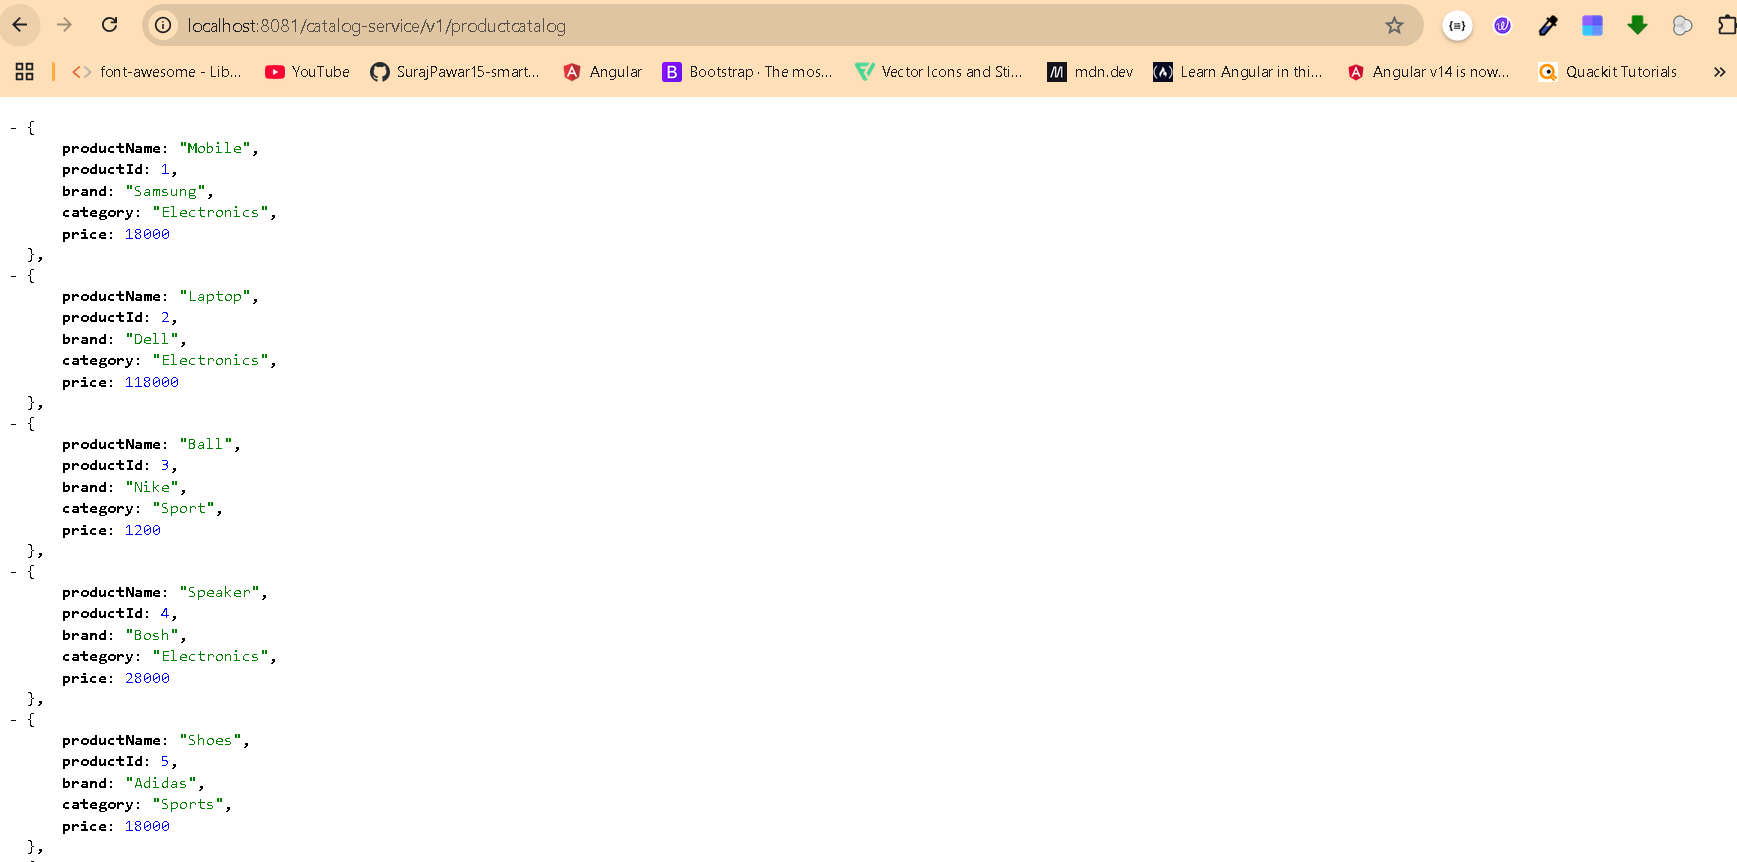 localhost:8081/catalog-service/v1/productcatalog
font-awesome - Lib... YouTube SurajPawar15-smart... Angular Bootstrap · The mos... Vector Icons and Sti... mdn.dev Learn Angular in thi... Angular v14 is now... Quackit Tutorials »
- {
productName: "Mobile",
productId: 1,
brand: "Samsung",
category: "Electronics",
price: 18000
},
- {
productName: "Laptop",
productId: 2,
brand: "Dell",
category: "Electronics",
price: 118000
},
- {
productName: "Ball",
productId: 3,
brand: "Nike",
category: "Sport",
price: 1200
},
- {
productName: "Speaker",
productId: 4,
brand: "Bosh",
category: "Electronics",
price: 28000
},
- {
productName: "Shoes",
productId: 5,
brand: "Adidas",
category: "Sports",
price: 18000
},